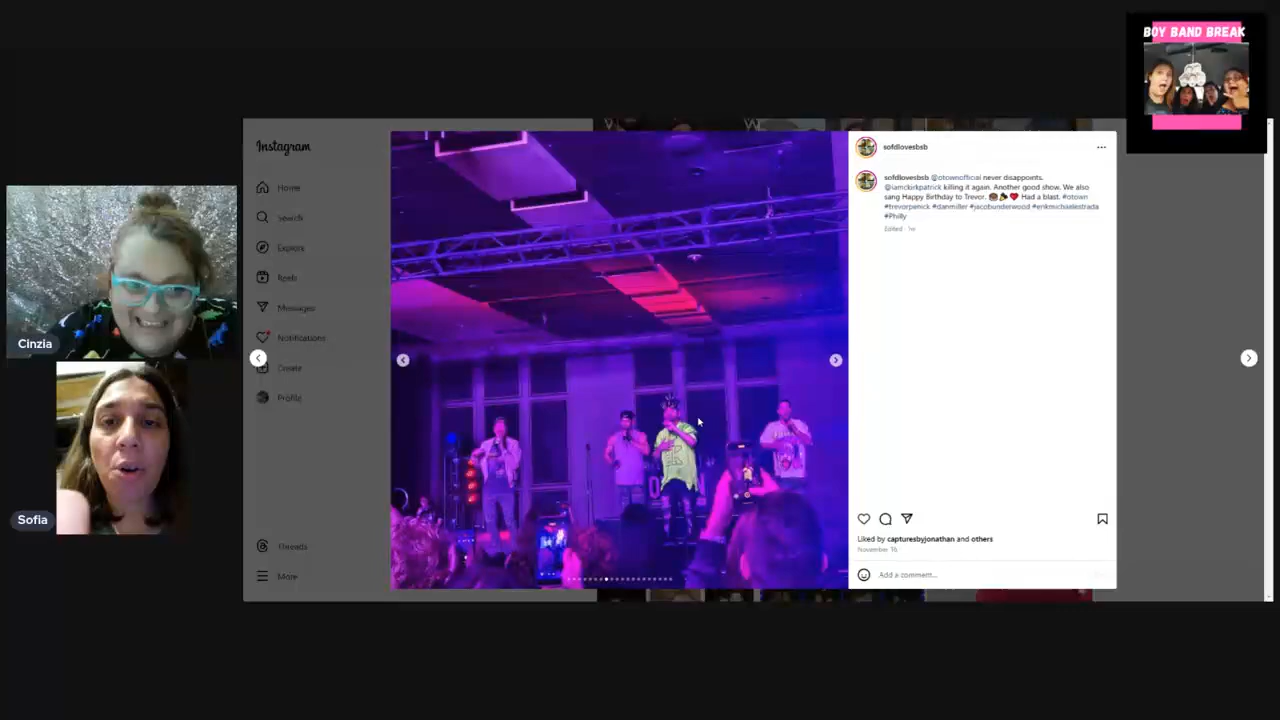 BOY BAND BREAK
Instagram
Home
Search
Explore
Reels
Messages
Notifications
Create
Profile
Threads
More
Cinzia
Sofia
sofdlovesbsb
sofdlovesbsb @otownofficial never disappoints.
@iamckirkpatrick killing it again. Another good show. We also
sang Happy Birthday to Trevor. 🎂🎉❤️ Had a blast. #otown
#trevorpenick #danmiller #jacobunderwood #erikmichaelestrada
#Philly
Edited · 1w
Liked by capturesbyjonathan and others
November 16
Add a comment...